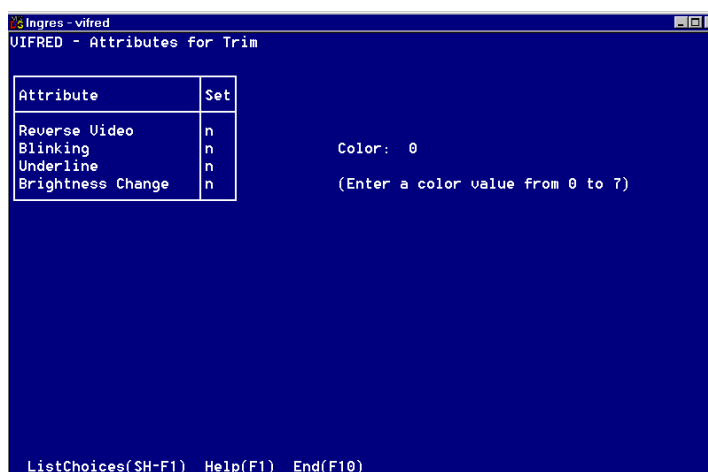 Ingres - vifred
VIFRED - Attributes for Trim
Attribute Set
Reverse Video n
Blinking n Color: 0
Underline n
Brightness Change n (Enter a color value from 0 to 7)
ListChoices(SH-F1) Help(F1) End(F10)